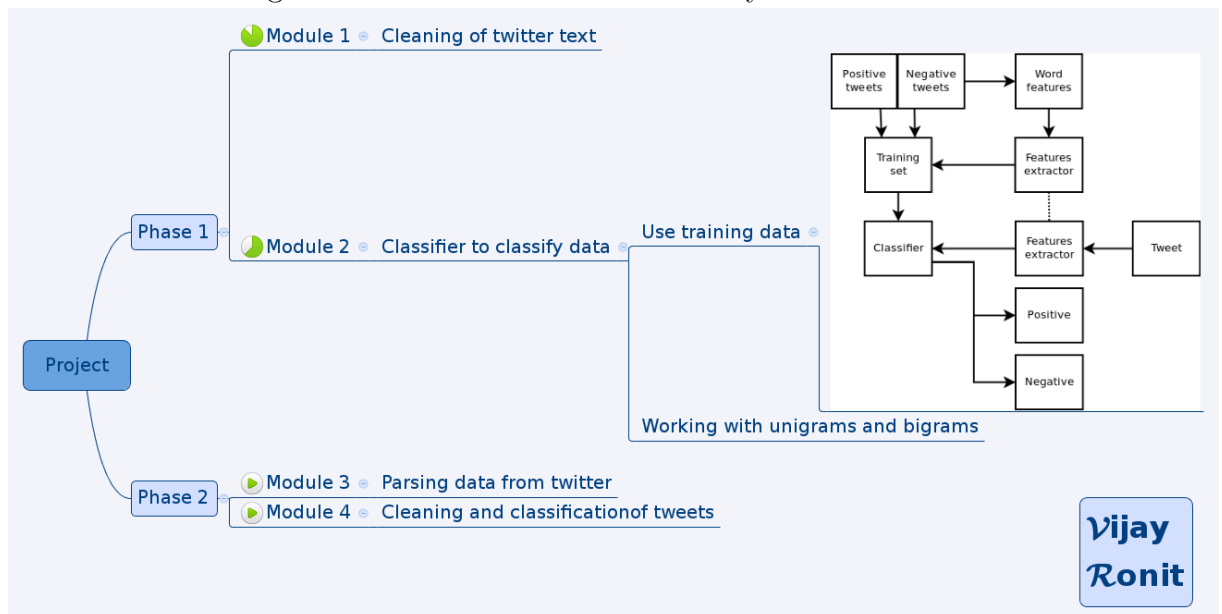 Module 1 Cleaning of twitter text
Positive
tweets
Negative
tweets
Word
features
Training
set
Features
extractor
Phase 1
Module 2 Classifier to classify data
Use training data
Classifier
Features
extractor
Tweet
Positive
Negative
Working with unigrams and bigrams
Project
Phase 2
Module 3 Parsing data from twitter
Module 4 Cleaning and classificationof tweets
Vijay
Ronit